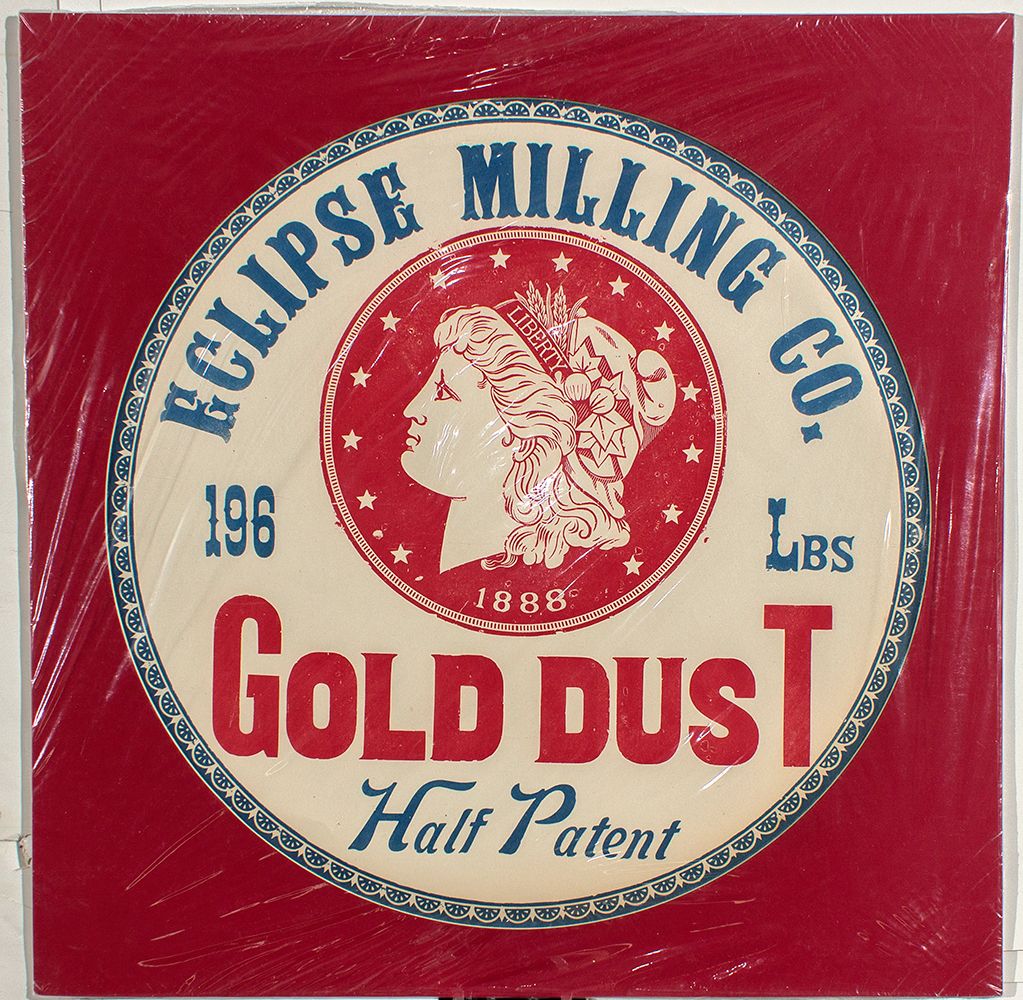 ECLIPSE MILLING CO.
LIBERTY
196 LBS
1888
GOLD DUST
Half Patent